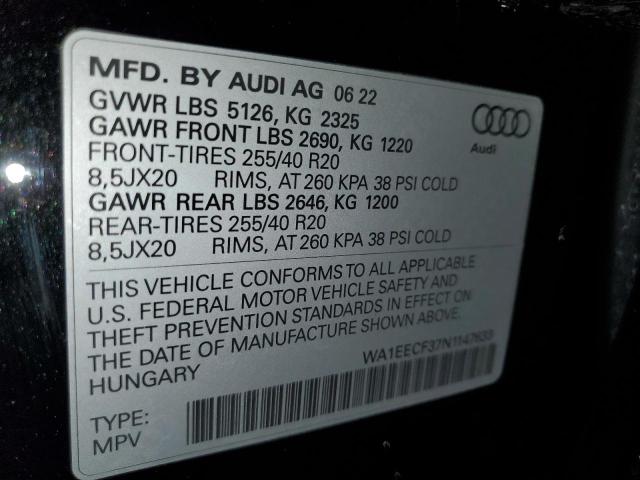 MFD. BY AUDI AG 06 22
GVWR LBS 5126, KG 2325
GAWR FRONT LBS 2690, KG 1220
FRONT-TIRES 255/40 R20
8,5JX20 RIMS, AT 260 KPA 38 PSI COLD
GAWR REAR LBS 2646, KG 1200
REAR-TIRES 255/40 R20
8,5JX20 RIMS, AT 260 KPA 38 PSI COLD
Audi
THIS VEHICLE CONFORMS TO ALL APPLICABLE
U.S. FEDERAL MOTOR VEHICLE SAFETY AND
THEFT PREVENTION STANDARDS IN EFFECT ON
THE DATE OF MANUFACTURE SHOWN ABOVE.
HUNGARY
WA1EECF37N1147633
TYPE:
MPV